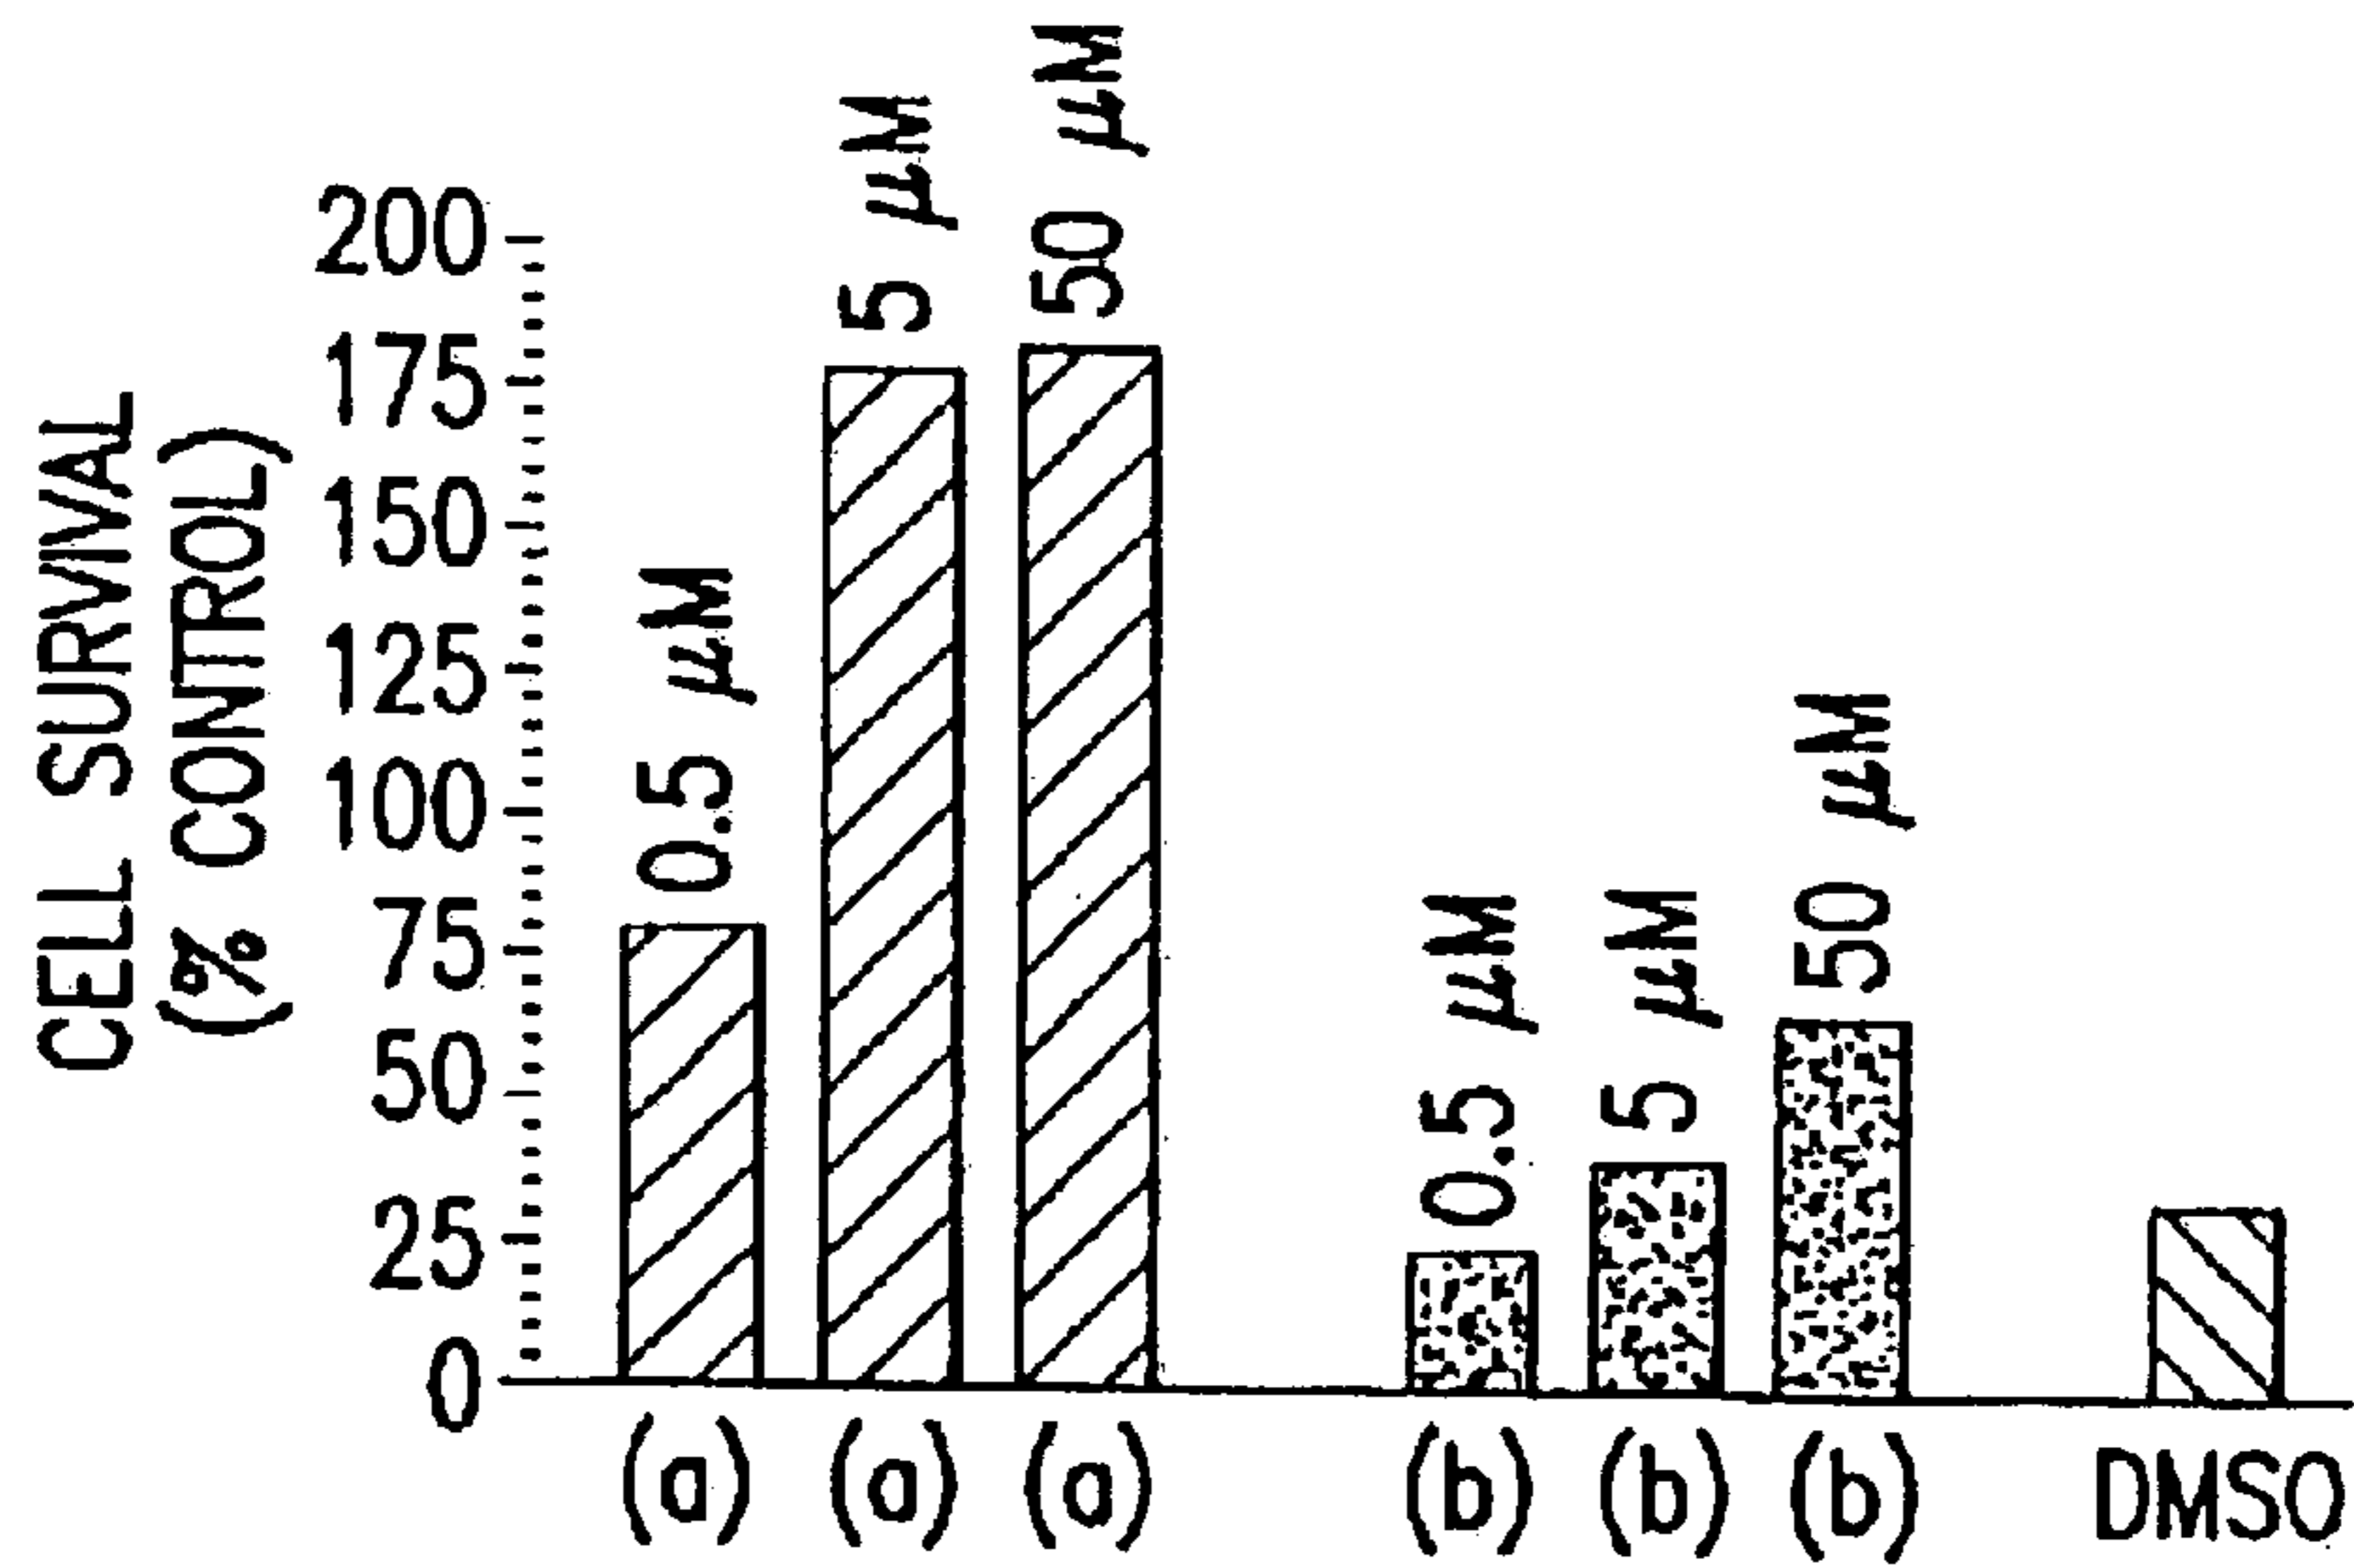 CELL SURVIVAL
(% CONTROL)
200
175
150
125
100
75
50
25
0
0.5 µM
5 µM
50 µM
0.5 µM
5 µM
50 µM
(a) (a) (a) (b) (b) (b) DMSO